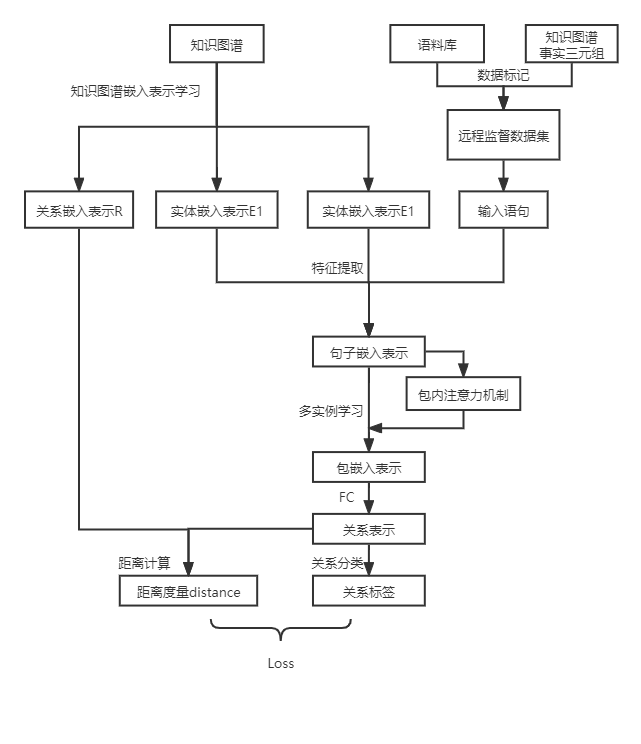 知识图谱
语料库
知识图谱
事实三元组
数据标记
知识图谱嵌入表示学习
远程监督数据集
关系嵌入表示R
实体嵌入表示E1
实体嵌入表示E1
输入语句
特征提取
句子嵌入表示
包内注意力机制
多实例学习
包嵌入表示
FC
关系表示
距离计算
关系分类
距离度量distance
关系标签
Loss